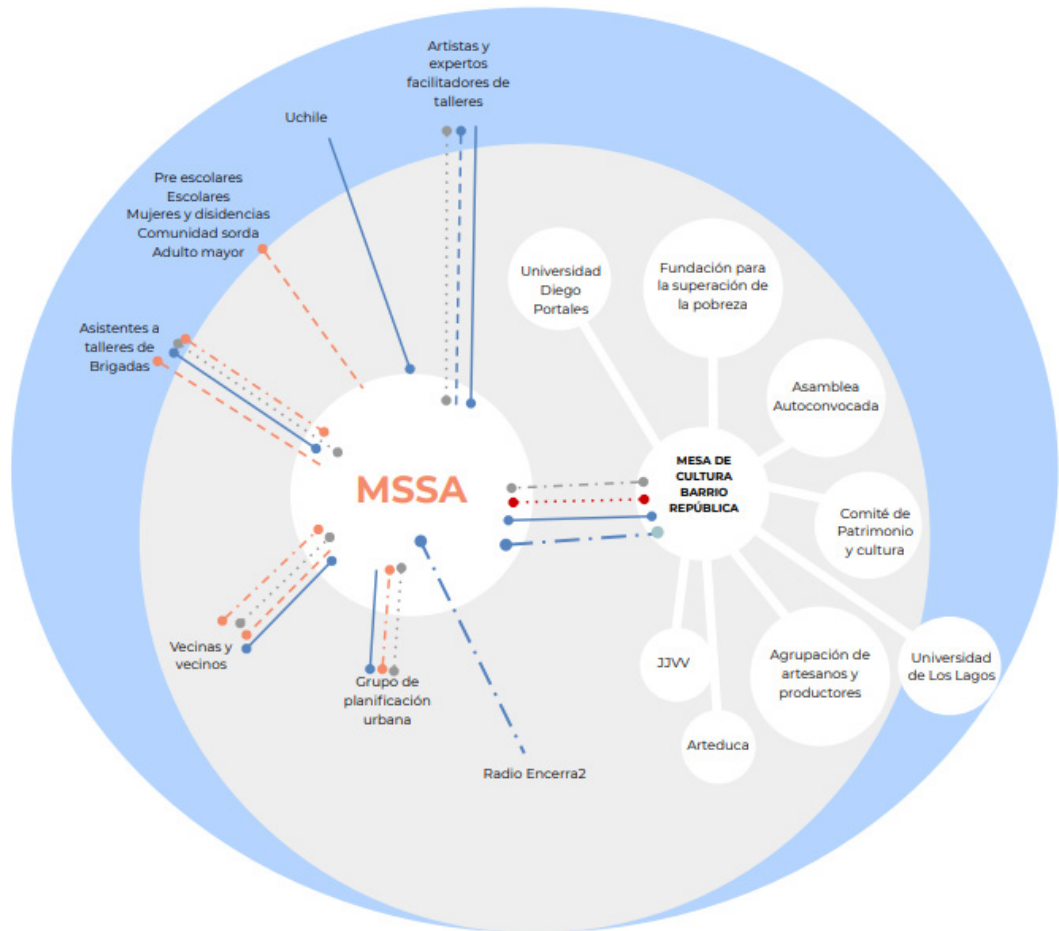 Artistas y
expertos
facilitadores de
talleres
Uchile
Pre escolares
Escolares
Mujeres y disidencias
Comunidad sorda
Adulto mayor
Asistentes a
talleres de
Brigadas
Universidad
Diego
Portales
Fundación para
la superación de
la pobreza
Asamblea
Autoconvocada
MSSA
MESA DE
CULTURA
BARRIO
REPÚBLICA
Comité de
Patrimonio
y cultura
Vecinas y
vecinos
Grupo de
planificación
urbana
Radio Encerra2
JJVV
Arteduca
Agrupación de
artesanos y
productores
Universidad
de Los Lagos